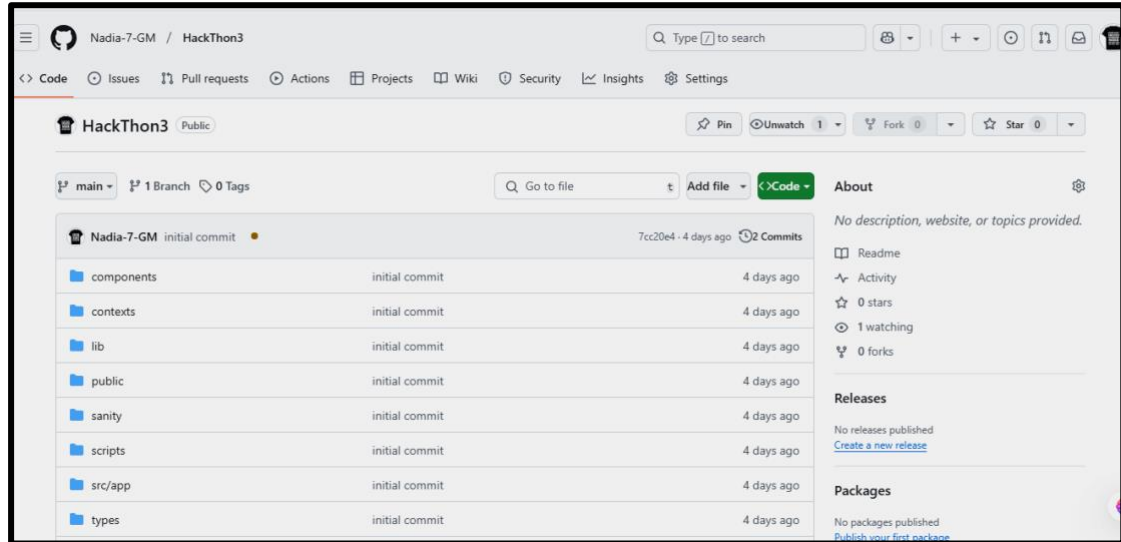 Nadia-7-GM / HackThon3
Type / to search
Code Issues Pull requests Actions Projects Wiki Security Insights Settings
HackThon3 Public
Pin Unwatch 1 Fork 0 Star 0
main 1 Branch 0 Tags
Go to file t Add file <>Code
Nadia-7-GM initial commit 7cc20e4 · 4 days ago 2 Commits
components initial commit 4 days ago
contexts initial commit 4 days ago
lib initial commit 4 days ago
public initial commit 4 days ago
sanity initial commit 4 days ago
scripts initial commit 4 days ago
src/app initial commit 4 days ago
types initial commit 4 days ago
About
No description, website, or topics provided.
Readme
Activity
0 stars
1 watching
0 forks
Releases
No releases published
Create a new release
Packages
No packages published
Publish your first package